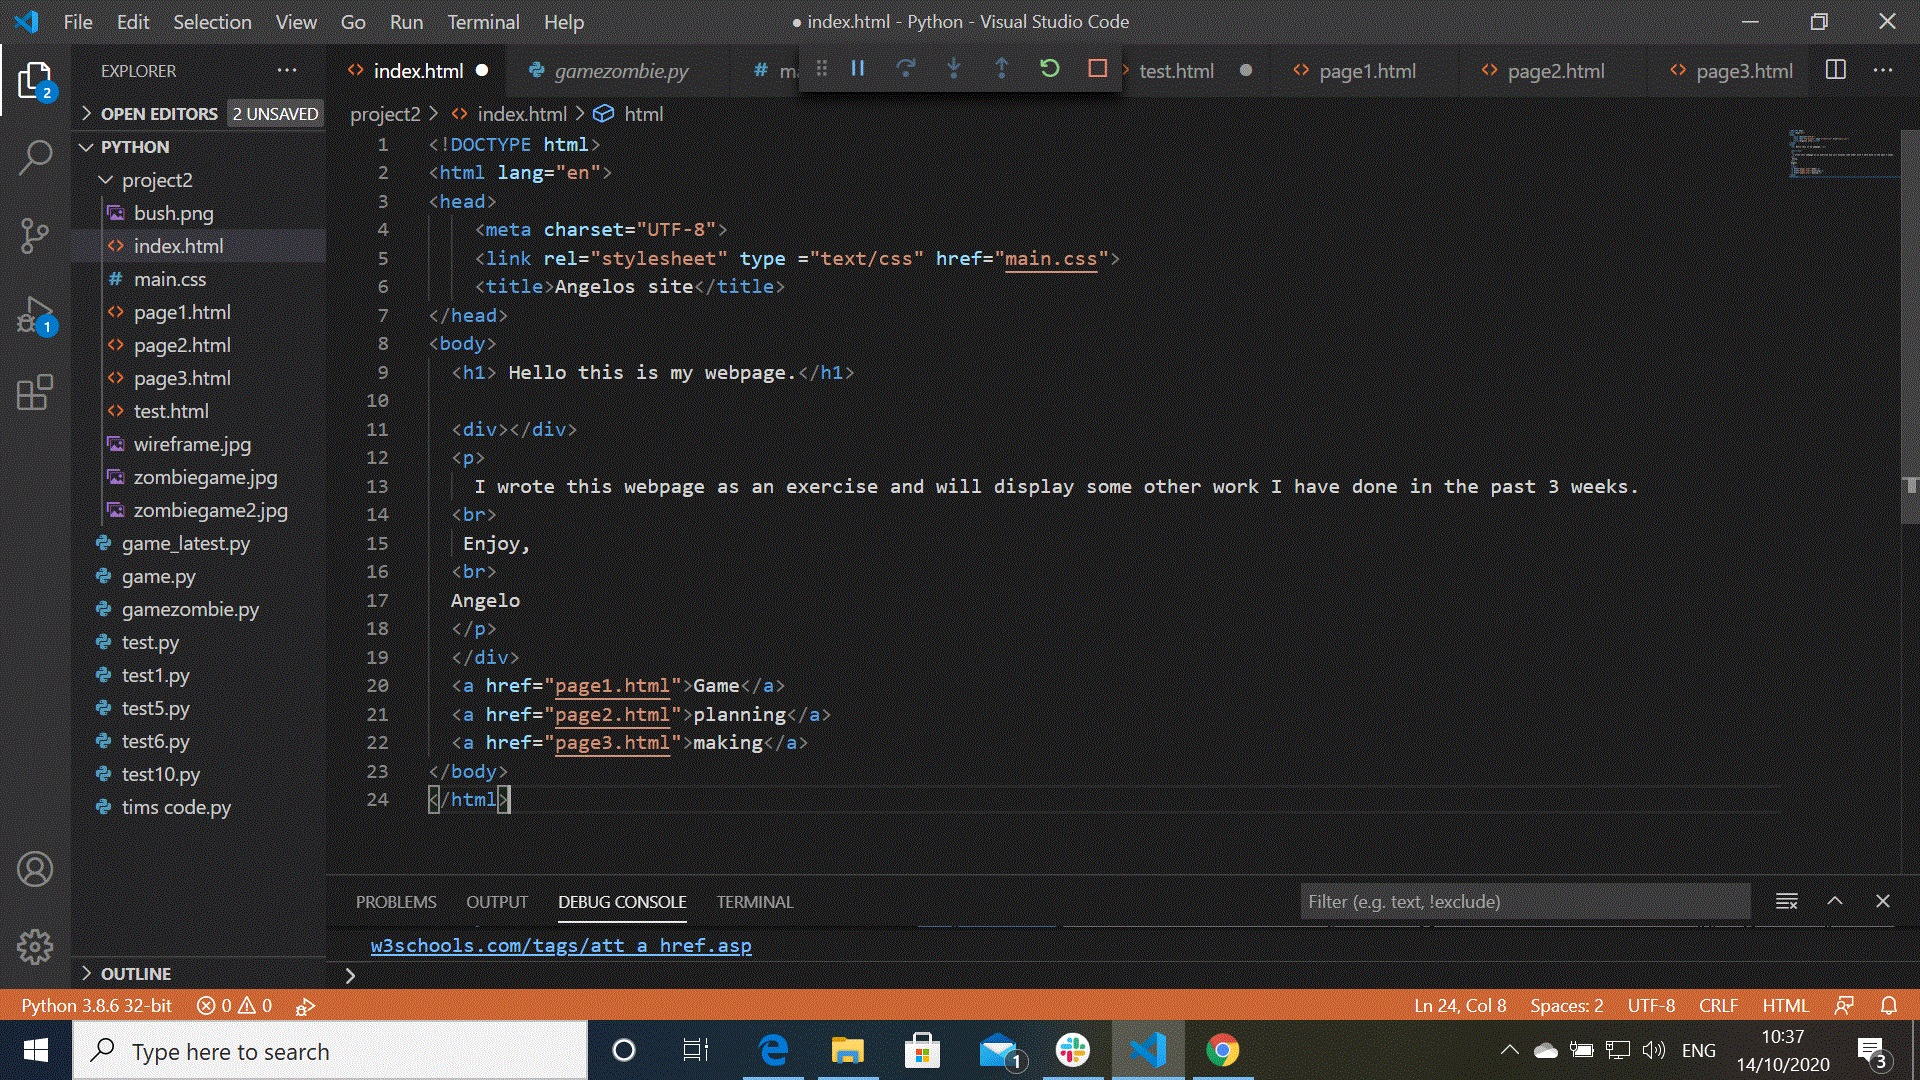 File Edit Selection View Go Run Terminal Help
● index.html - Python - Visual Studio Code
EXPLORER
index.html
gamezombie.py
test.html
page1.html
page2.html
page3.html
2
OPEN EDITORS 2 UNSAVED
PYTHON
project2
bush.png
index.html
main.css
page1.html
page2.html
page3.html
test.html
wireframe.jpg
zombiegame.jpg
zombiegame2.jpg
game_latest.py
game.py
gamezombie.py
test.py
test1.py
test5.py
test6.py
test10.py
tims code.py
1
OUTLINE
project2 > index.html > html
1 <!DOCTYPE html>
2 <html lang="en">
3 <head>
4 <meta charset="UTF-8">
5 <link rel="stylesheet" type ="text/css" href="main.css">
6 <title>Angelos site</title>
7 </head>
8 <body>
9 <h1> Hello this is my webpage.</h1>
10
11 <div></div>
12 <p>
13 I wrote this webpage as an exercise and will display some other work I have done in the past 3 weeks.
14 <br>
15 Enjoy,
16 <br>
17 Angelo
18 </p>
19 </div>
20 <a href="page1.html">Game</a>
21 <a href="page2.html">planning</a>
22 <a href="page3.html">making</a>
23 </body>
24 </html>
PROBLEMS OUTPUT DEBUG CONSOLE TERMINAL
Filter (e.g. text, !exclude)
w3schools.com/tags/att_a_href.asp
Python 3.8.6 32-bit 0 0
Ln 24, Col 8 Spaces: 2 UTF-8 CRLF HTML
Type here to search
1
ENG
10:37
14/10/2020
3